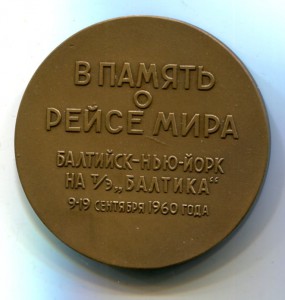 В ПАМЯТЬ
О
РЕЙСЕ МИРА
БАЛТИЙСК-НЬЮ-ЙОРК
НА Т/Э „БАЛТИКА“
9-19 СЕНТЯБРЯ 1960 ГОДА